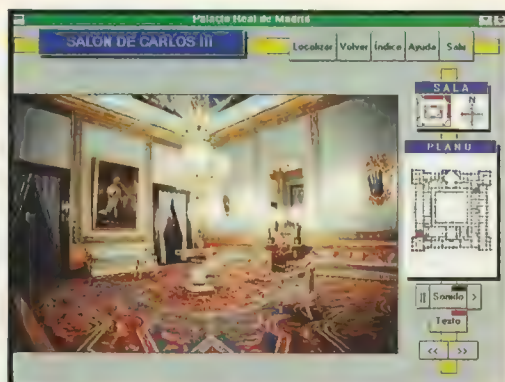 Palacio Real de Madrid
SALON DE CARLOS III
Localizar Volver Indice Ayuda Salir
SALA
N
PLANO
Sonido
Texto
<< >>